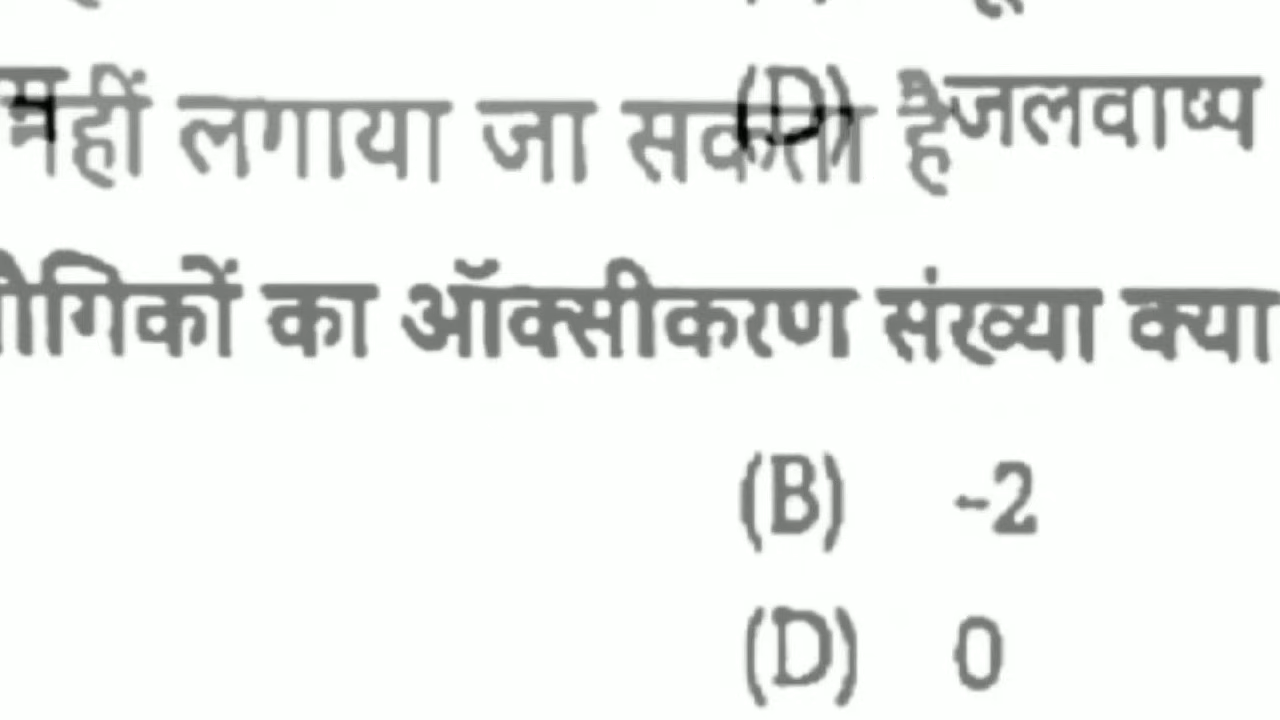 नहीं लगाया जा सकता है
(D) जलवाष्प
यौगिकों का ऑक्सीकरण संख्या क्या
(B) -2
(D) 0